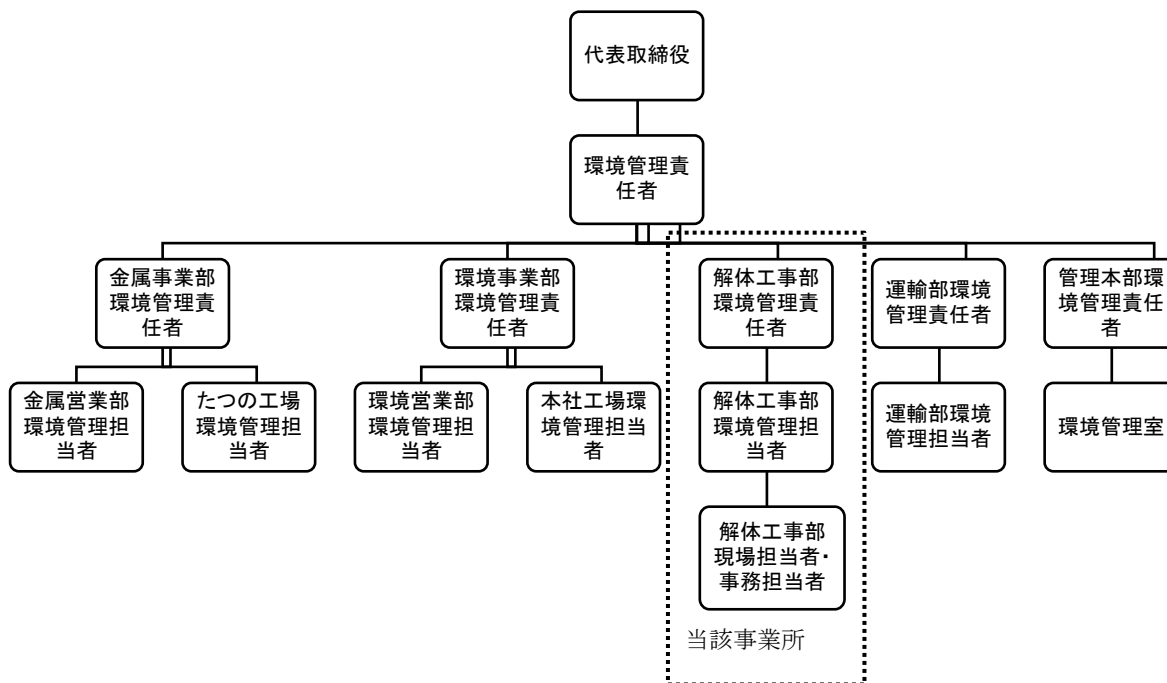 代表取締役
環境管理責
任者
金属事業部
環境管理責
任者
環境事業部
環境管理責
任者
解体工事部
環境管理責
任者
運輸部環境
管理責任者
管理本部環
境管理責任
者
金属営業部
環境管理担
当者
たつの工場
環境管理担
当者
環境営業部
環境管理担
当者
本社工場環
境管理担当
者
解体工事部
環境管理担
当者
運輸部環境
管理担当者
環境管理室
解体工事部
現場担当者・
事務担当者
当該事業所